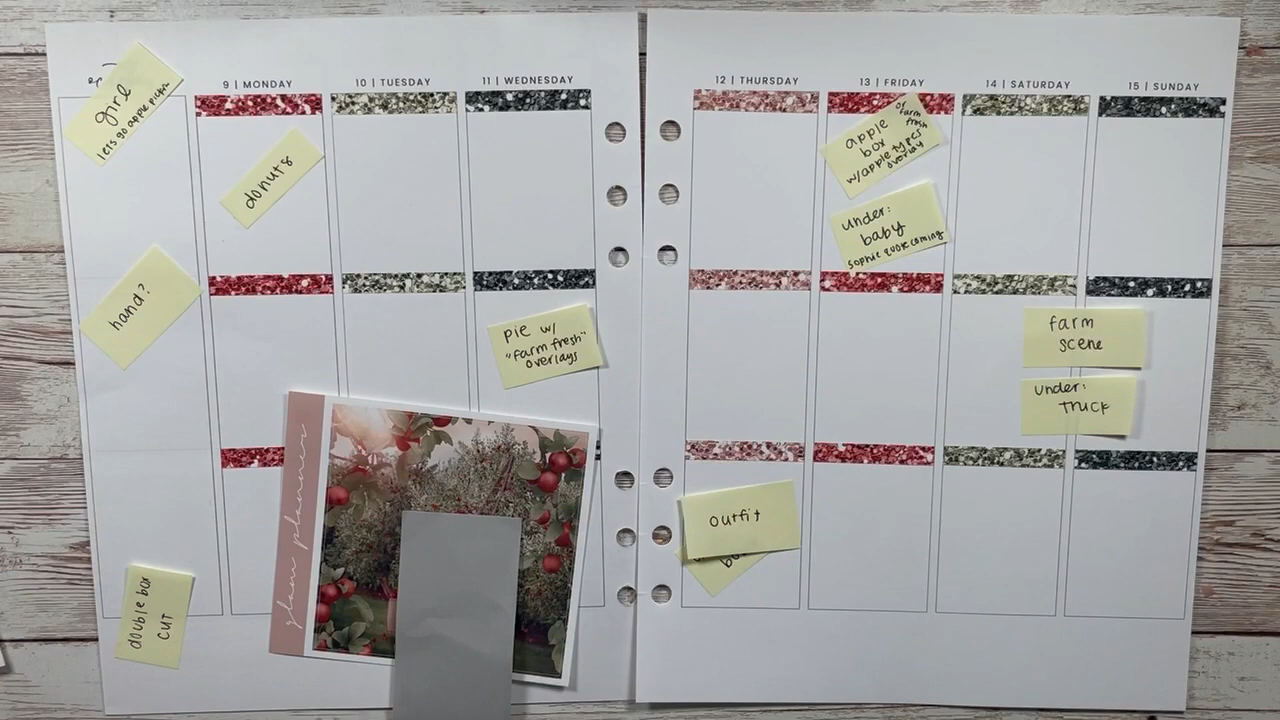 girl
lets go apple pickin
9 | MONDAY
10 | TUESDAY
11 | WEDNESDAY
12 | THURSDAY
13 | FRIDAY
14 | SATURDAY
15 | SUNDAY
donuts
hand?
pie w/
"farm fresh"
overlays
double box
cut
glam planner
apple
box
w/apple types
overlay
of
farm
fresh
under:
baby
sophie quote coming
farm
scene
under:
truck
outfit